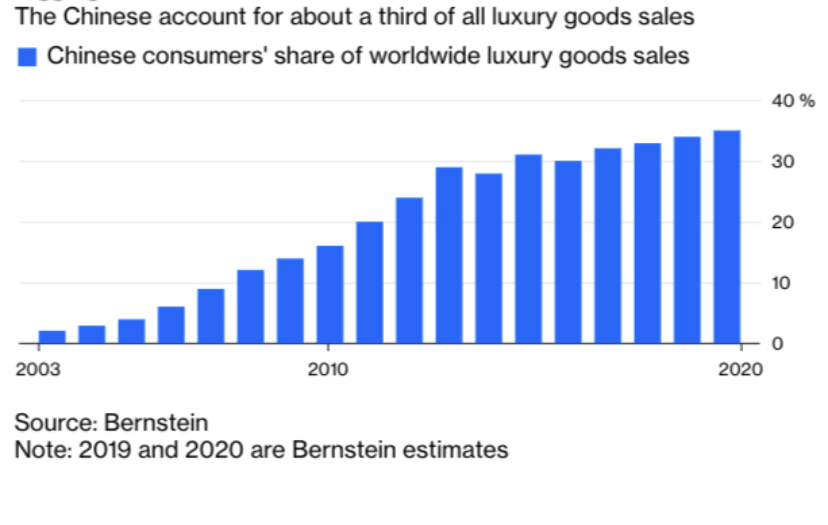 The Chinese account for about a third of all luxury goods sales
Chinese consumers' share of worldwide luxury goods sales
40 %
30
20
10
0
2003 2010 2020
Source: Bernstein
Note: 2019 and 2020 are Bernstein estimates